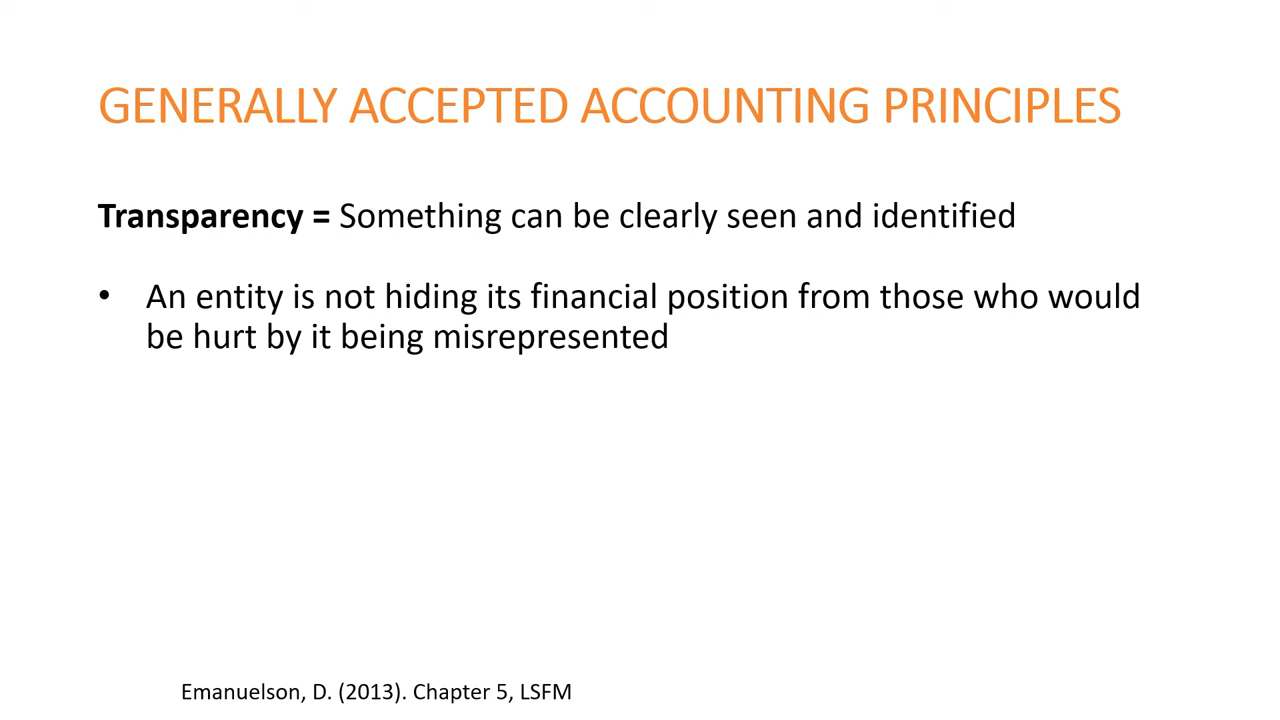 GENERALLY ACCEPTED ACCOUNTING PRINCIPLES
Transparency = Something can be clearly seen and identified
• An entity is not hiding its financial position from those who would
be hurt by it being misrepresented
Emanuelson, D. (2013). Chapter 5, LSFM